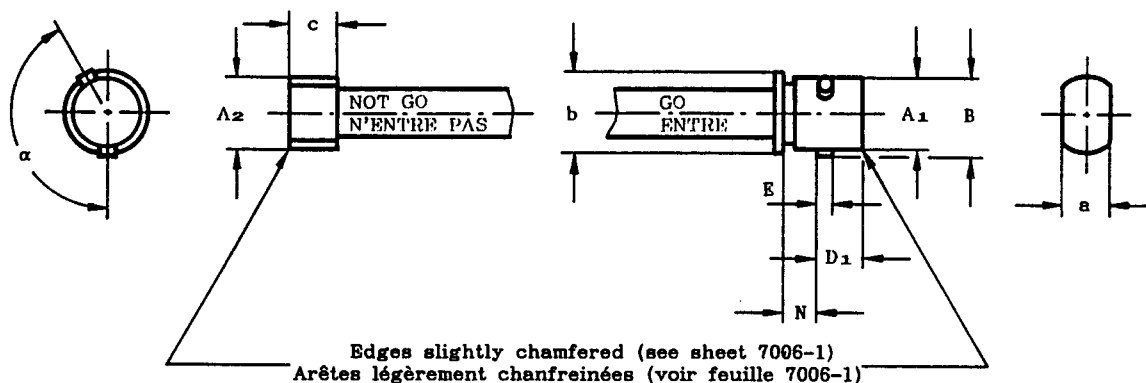 c
α
A2
NOT GO
N'ENTRE PAS
b
GO
ENTRE
A1
B
a
E
D1
N
Edges slightly chamfered (see sheet 7006-1)
Arêtes légèrement chanfreinées (voir feuille 7006-1)